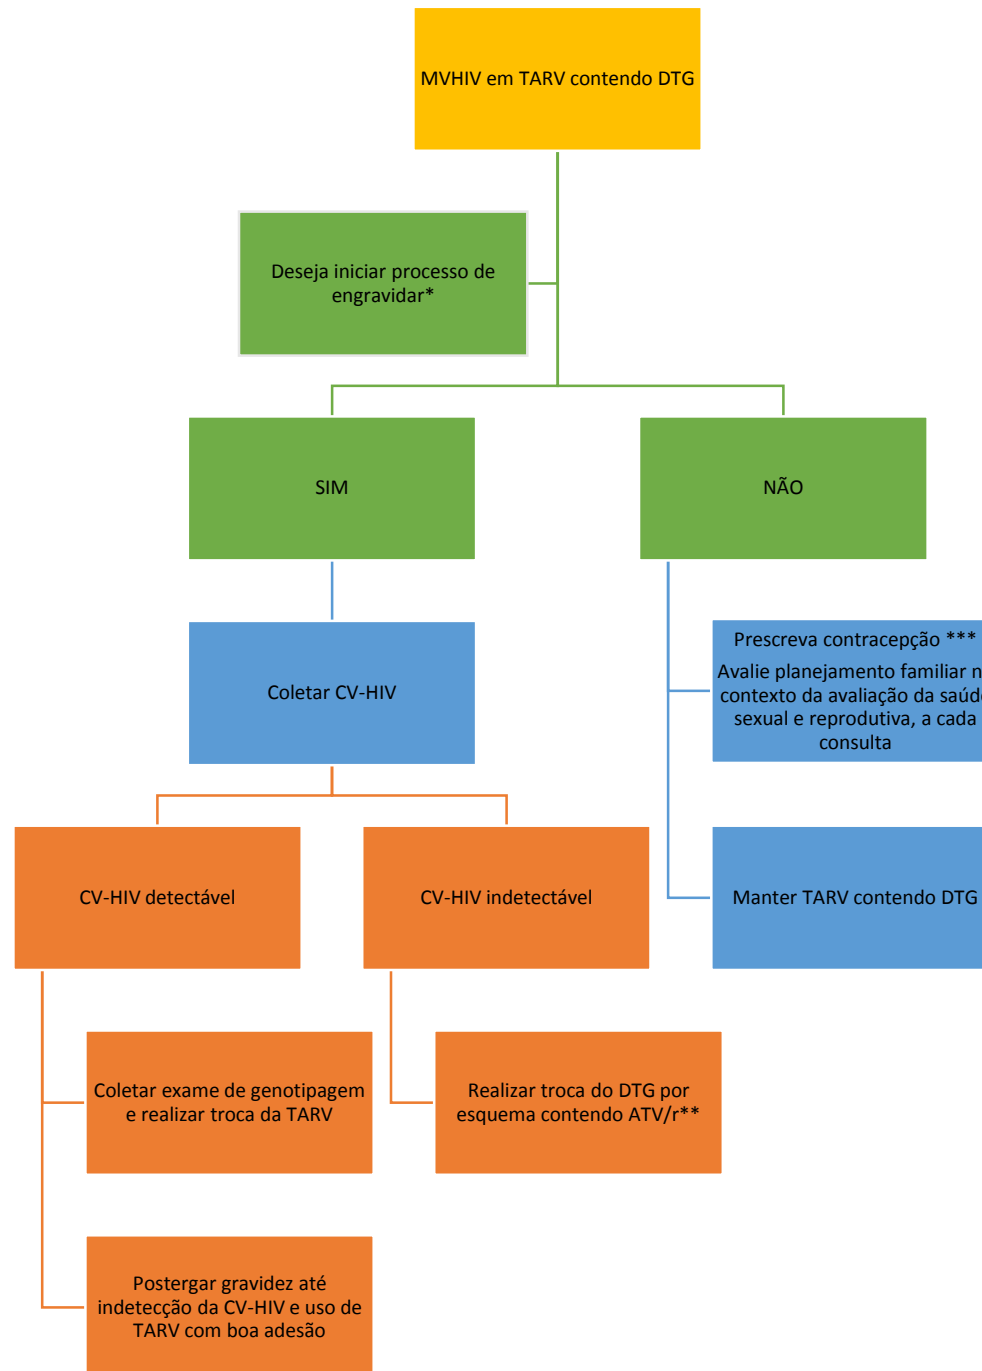 MVHIV em TARV contendo DTG
Deseja iniciar processo de
engravidar*
SIM
NÃO
Coletar CV-HIV
Prescreva contracepção ***
Avalie planejamento familiar n
contexto da avaliação da saúd
sexual e reprodutiva, a cada
consulta
CV-HIV detectável
CV-HIV indetectável
Manter TARV contendo DTG
Coletar exame de genotipagem
e realizar troca da TARV
Realizar troca do DTG por
esquema contendo ATV/r**
Postergar gravidez até
indetecção da CV-HIV e uso de
TARV com boa adesão